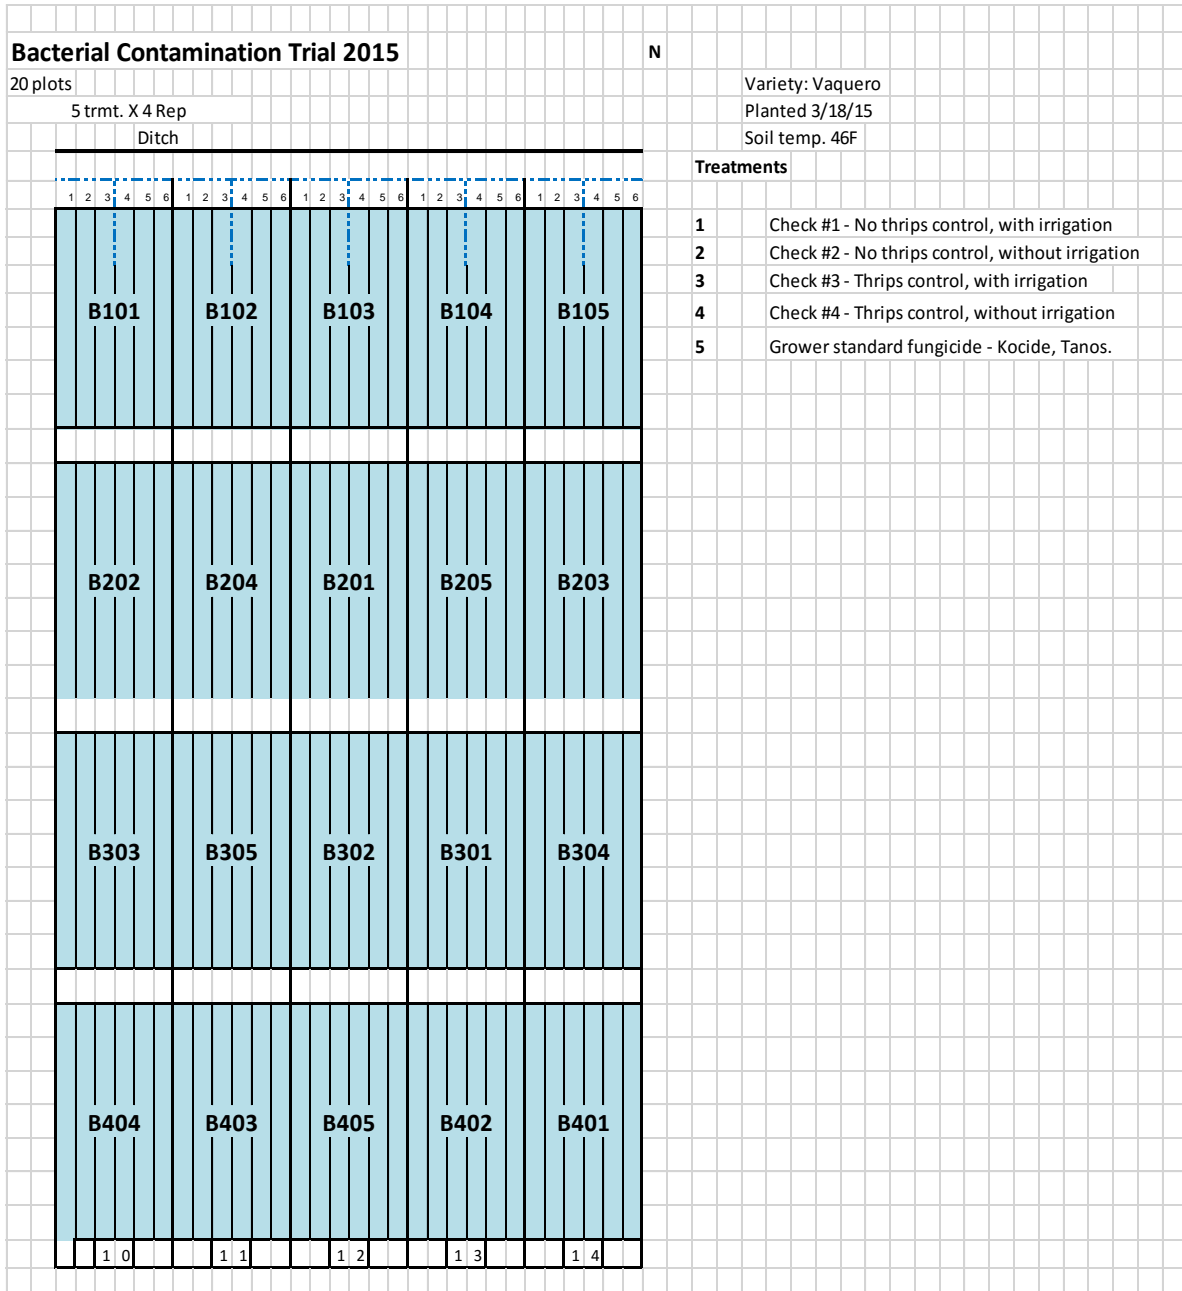 Bacterial Contamination Trial 2015
N
20 plots
Variety: Vaquero
5 trmt. X 4 Rep
Planted 3/18/15
Ditch
Soil temp. 46F
Treatments
1 2 3 4 5 6 1 2 3 4 5 6 1 2 3 4 5 6 1 2 3 4 5 6 1 2 3 4 5 6
1 Check #1 - No thrips control, with irrigation
2 Check #2 - No thrips control, without irrigation
3 Check #3 - Thrips control, with irrigation
4 Check #4 - Thrips control, without irrigation
5 Grower standard fungicide - Kocide, Tanos.
B101 B102 B103 B104 B105
B202 B204 B201 B205 B203
B303 B305 B302 B301 B304
B404 B403 B405 B402 B401
1 0 1 1 1 2 1 3 1 4